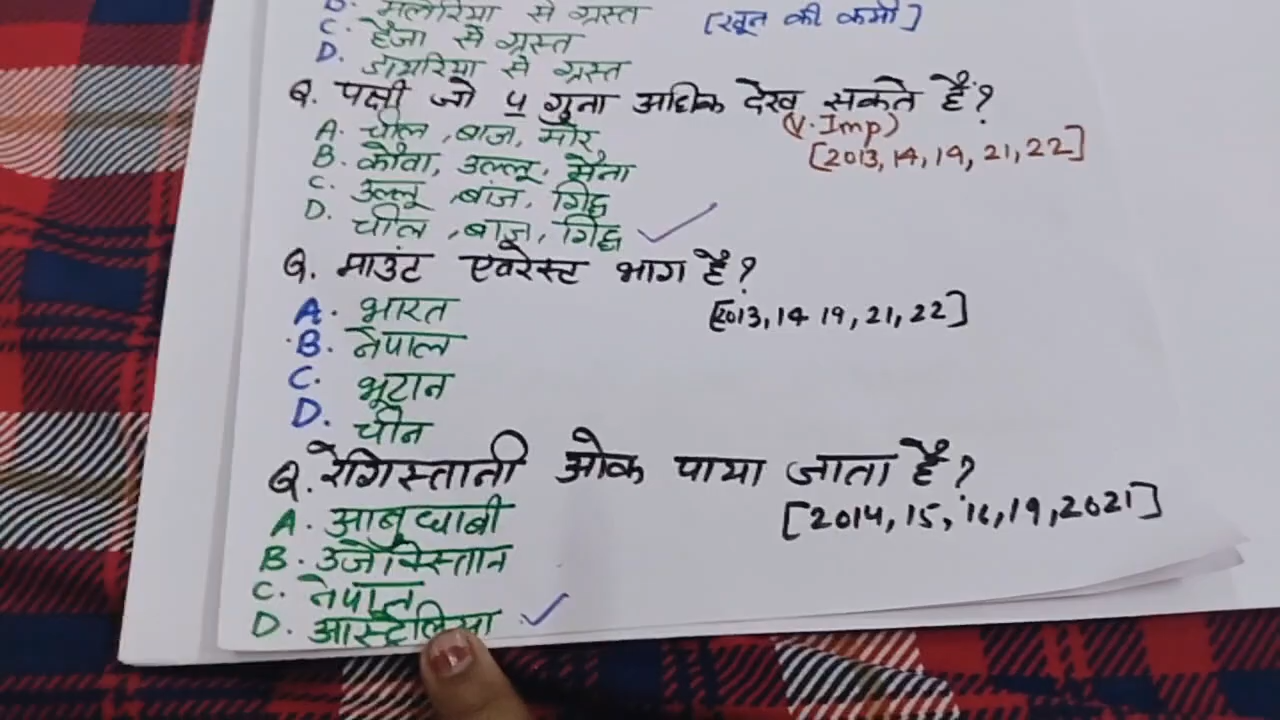 B. मलेरिया से ग्रस्त [खून की कमी]
C. हैजा से ग्रस्त
D. डायरिया से ग्रस्त
Q. पक्षी जो ५ गुना अधिक देख सकते हैं?
(V. Imp)
A. चील, बाज, मोर,
[2013, 14, 19, 21, 22]
B. कौवा, उल्लू, मैना
C. उल्लू, बाज, गिद्ध
D. चील, बाज, गिद्ध ✓
Q. माउंट एवरेस्ट भाग है?
A. भारत [2013, 14 19, 21, 22]
B. नेपाल
C. भूटान
D. चीन
Q. रेगिस्तानी ओक पाया जाता है?
A. आबु धाबी [2014, 15, 16, 19, 2021]
B. उजेबिस्तान
C. नेपाल
D. आस्ट्रेलिया ✓